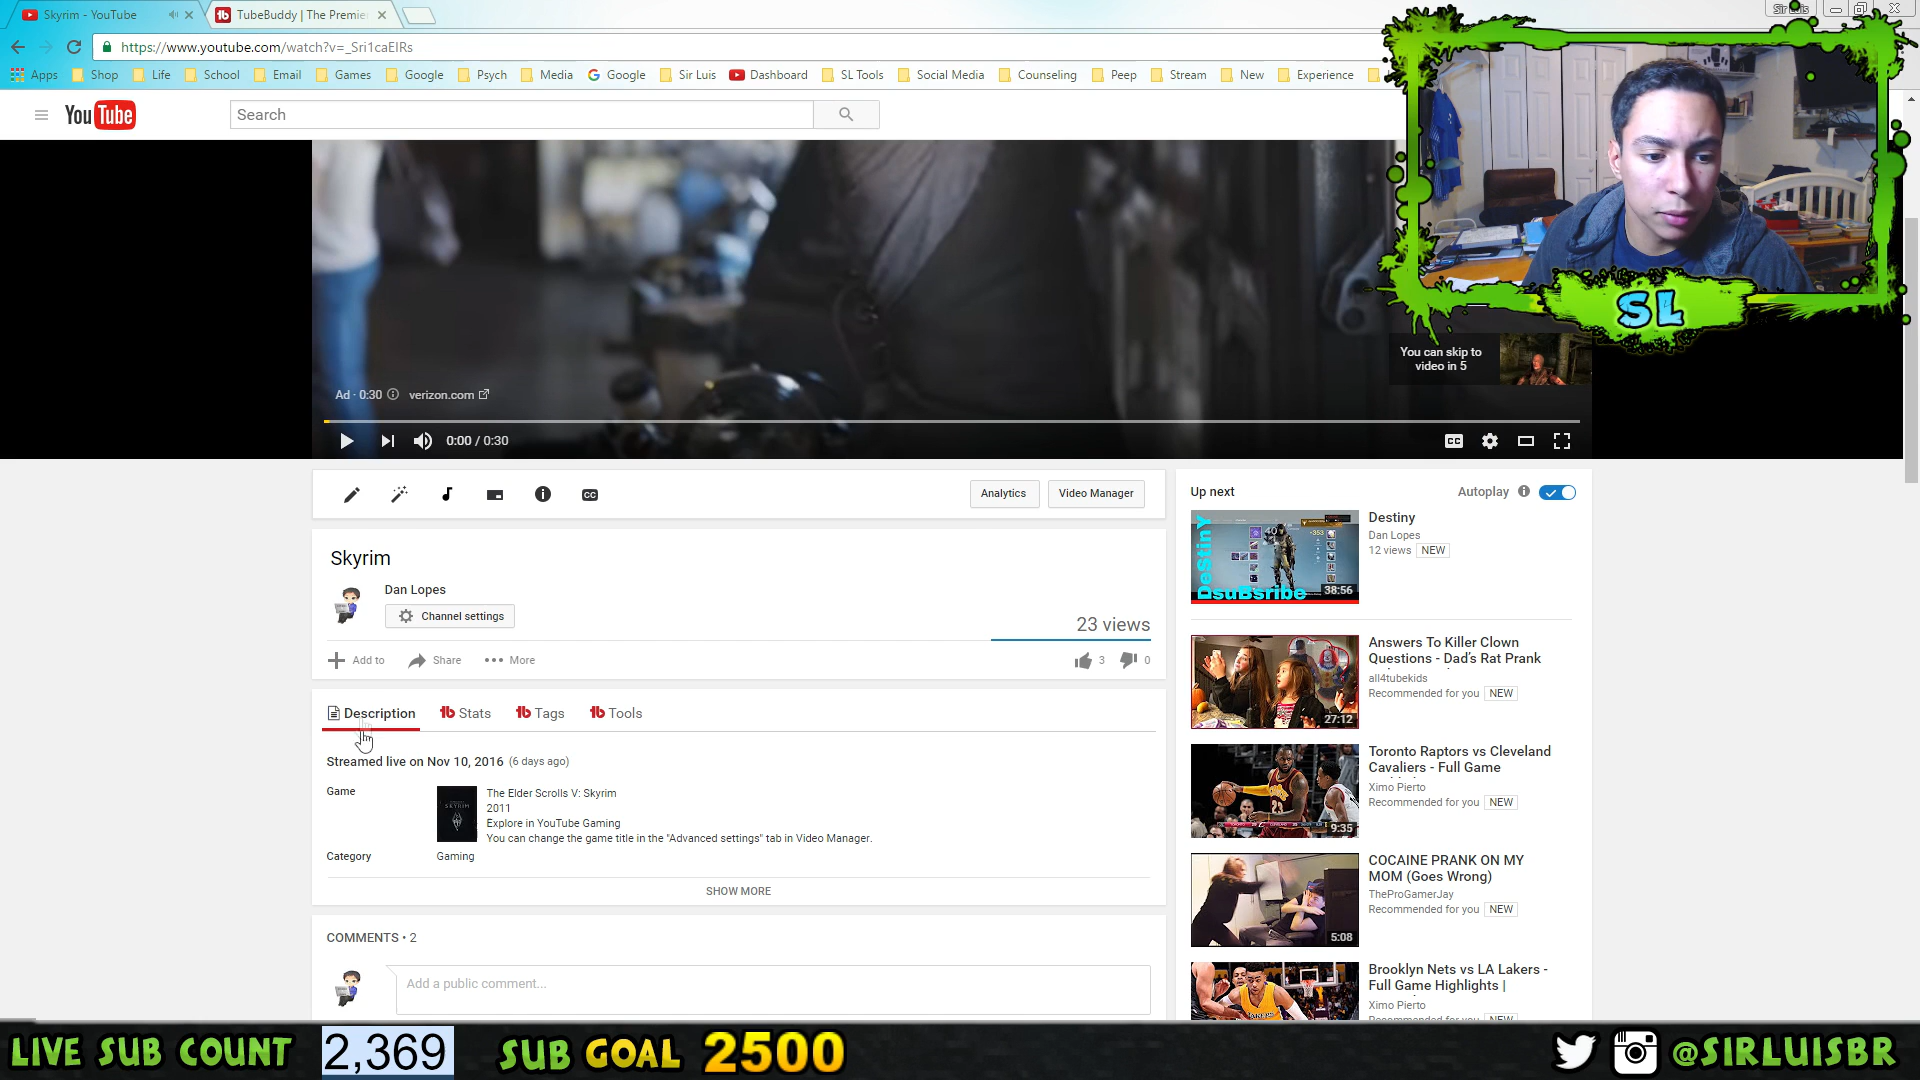 Skyrim - YouTube
TubeBuddy | The Premie
https://www.youtube.com/watch?v=_Sri1caEIRs
Apps Shop Life School Email Games Google Psych Media Google Sir Luis Dashboard SL Tools Social Media Counseling Peep Stream New Experience
YouTube
Search
SL
You can skip to
video in 5
Ad · 0:30 verizon.com
0:00 / 0:30
CC
CC
Analytics
Video Manager
Skyrim
Dan Lopes
Channel settings
23 views
Add to
Share
More
3
0
Description
Stats
Tags
Tools
Streamed live on Nov 10, 2016 (6 days ago)
Game
The Elder Scrolls V: Skyrim
2011
Explore in YouTube Gaming
You can change the game title in the "Advanced settings" tab in Video Manager.
Category
Gaming
SHOW MORE
COMMENTS • 2
Add a public comment...
Up next
Autoplay
DeStinY
suBsribe
38:56
Destiny
Dan Lopes
12 views NEW
27:12
Answers To Killer Clown
Questions - Dad's Rat Prank
all4tubekids
Recommended for you NEW
9:35
Toronto Raptors vs Cleveland
Cavaliers - Full Game
Ximo Pierto
Recommended for you NEW
5:08
COCAINE PRANK ON MY
MOM (Goes Wrong)
TheProGamerJay
Recommended for you NEW
Brooklyn Nets vs LA Lakers -
Full Game Highlights |
Ximo Pierto
Recommended for you NEW
LIVE SUB COUNT 2,369
SUB GOAL 2500
@SIRLUISBR